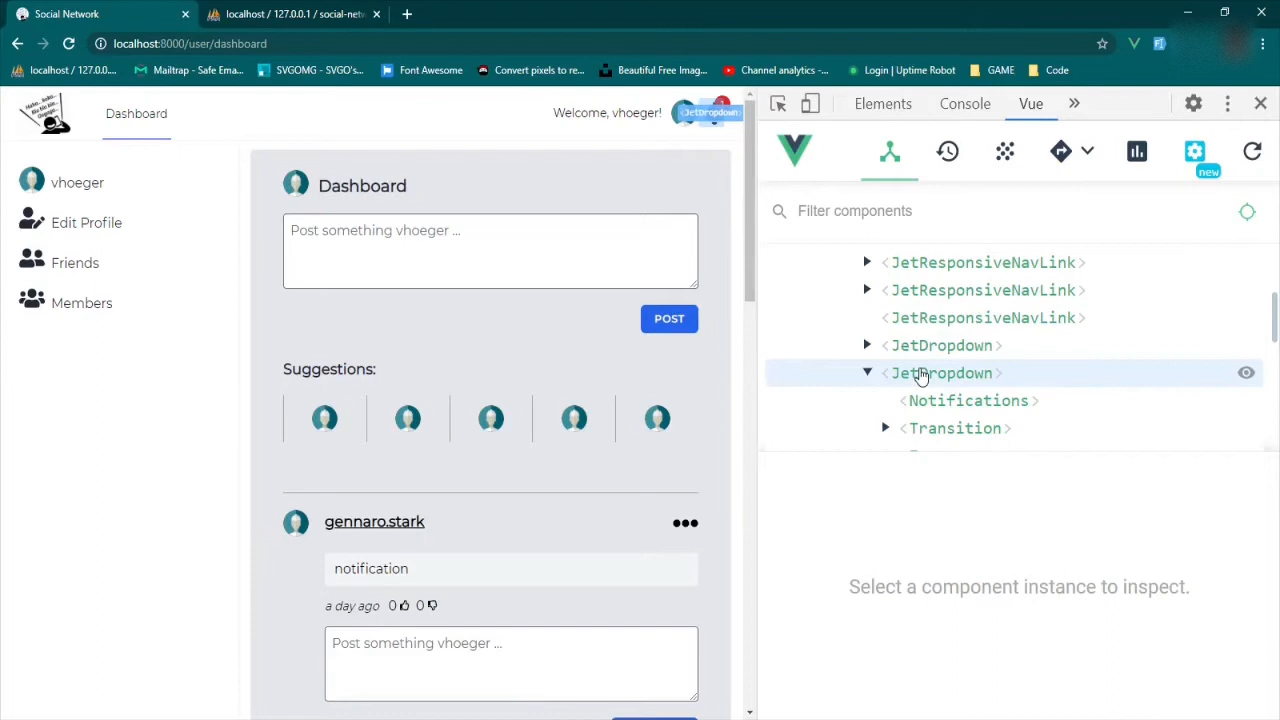 Social Network
localhost / 127.0.0.1 / social-netw
localhost:8000/user/dashboard
localhost / 127.0.0....
Mailtrap - Safe Ema...
SVGOMG - SVGO's...
Font Awesome
Convert pixels to re...
Beautiful Free Imag...
Channel analytics -...
Login | Uptime Robot
GAME
Code
Dashboard
Welcome, vhoeger!
<JetDropdown>
vhoeger
Edit Profile
Friends
Members
Dashboard
Post something vhoeger ...
POST
Suggestions:
gennaro.stark
notification
a day ago 0 0
Post something vhoeger ...
Elements
Console
Vue
new
Filter components
<JetResponsiveNavLink>
<JetResponsiveNavLink>
<JetResponsiveNavLink>
<JetDropdown>
<JetDropdown>
<Notifications>
<Transition>
Select a component instance to inspect.